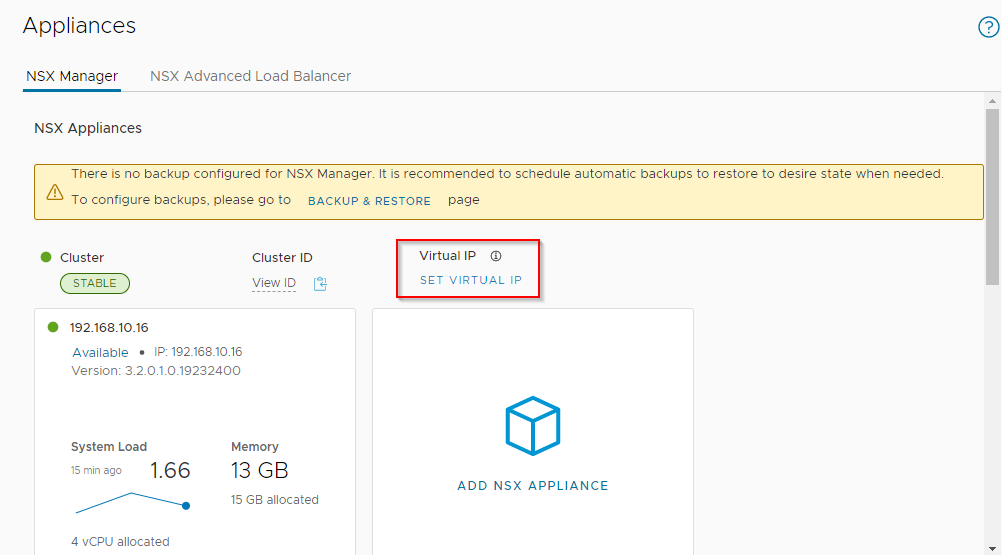 Appliances
?
NSX Manager
NSX Advanced Load Balancer
NSX Appliances
There is no backup configured for NSX Manager. It is recommended to schedule automatic backups to restore to desire state when needed.
To configure backups, please go to BACKUP & RESTORE page
Cluster
STABLE
Cluster ID
View ID
Virtual IP
SET VIRTUAL IP
192.168.10.16
Available • IP: 192.168.10.16
Version: 3.2.0.1.0.19232400
System Load
15 min ago 1.66
4 vCPU allocated
Memory
13 GB
15 GB allocated
ADD NSX APPLIANCE